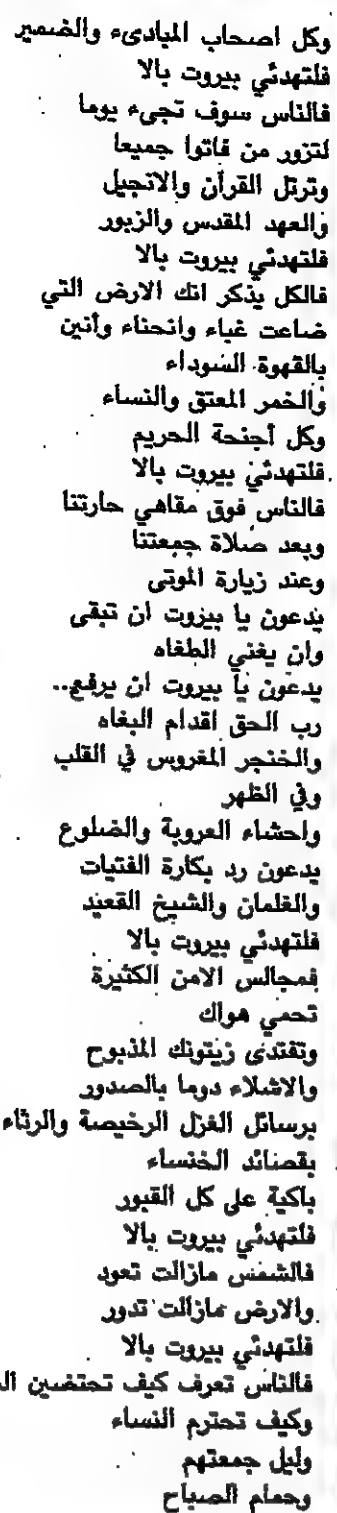 وكل اصحاب المبادىء والضمير
فلتهدئي بيروت بالا
فالناس سوف تجيء يوما
لتزور من فاتوا جميعا
وترتل القرآن والانجيل
والعهد المقدس والزبور
فلتهدئي بيروت بالا
فالكل يذكر انك الارض التي
ضاعت غباء وانحناء وأنين
بالقهوة السوداء
والخمر المعتق والنساء
وكل أجنحة الحريم
فلتهدئي بيروت بالا
فالناس فوق مقاهي حارتنا
وبعد صلاة جمعتنا
وعند زيارة الموتى
يدعون يا بيروت ان تبقى
وان يغني الطفاه
يدعون يا بيروت ان يرفع..
رب الحق اقدام البغاه
والخنجر المغروس في القلب
وفي الظهر
واحشاء العروبة والضلوع
يدعون رد بكارة الفتيات
والغلمان والشيخ القعيد
فلتهدئي بيروت بالا
فمجالس الامن الكثيرة
تحمي هواك
وتفتدى زيتونك المذبوح
والاشلاء دوما بالصدور
برسائل الغزل الرخيصة والرثاء
بقصائد الخنساء
باكية على كل القبور
فلتهدئي بيروت بالا
فالشمس مازالت تعود
والارض مازالت تدور
فلتهدئي بيروت بالا
فالناس تعرف كيف تحتضنين
وكيف تحترم النساء
وليل جمعتهم
وحمام الصباح